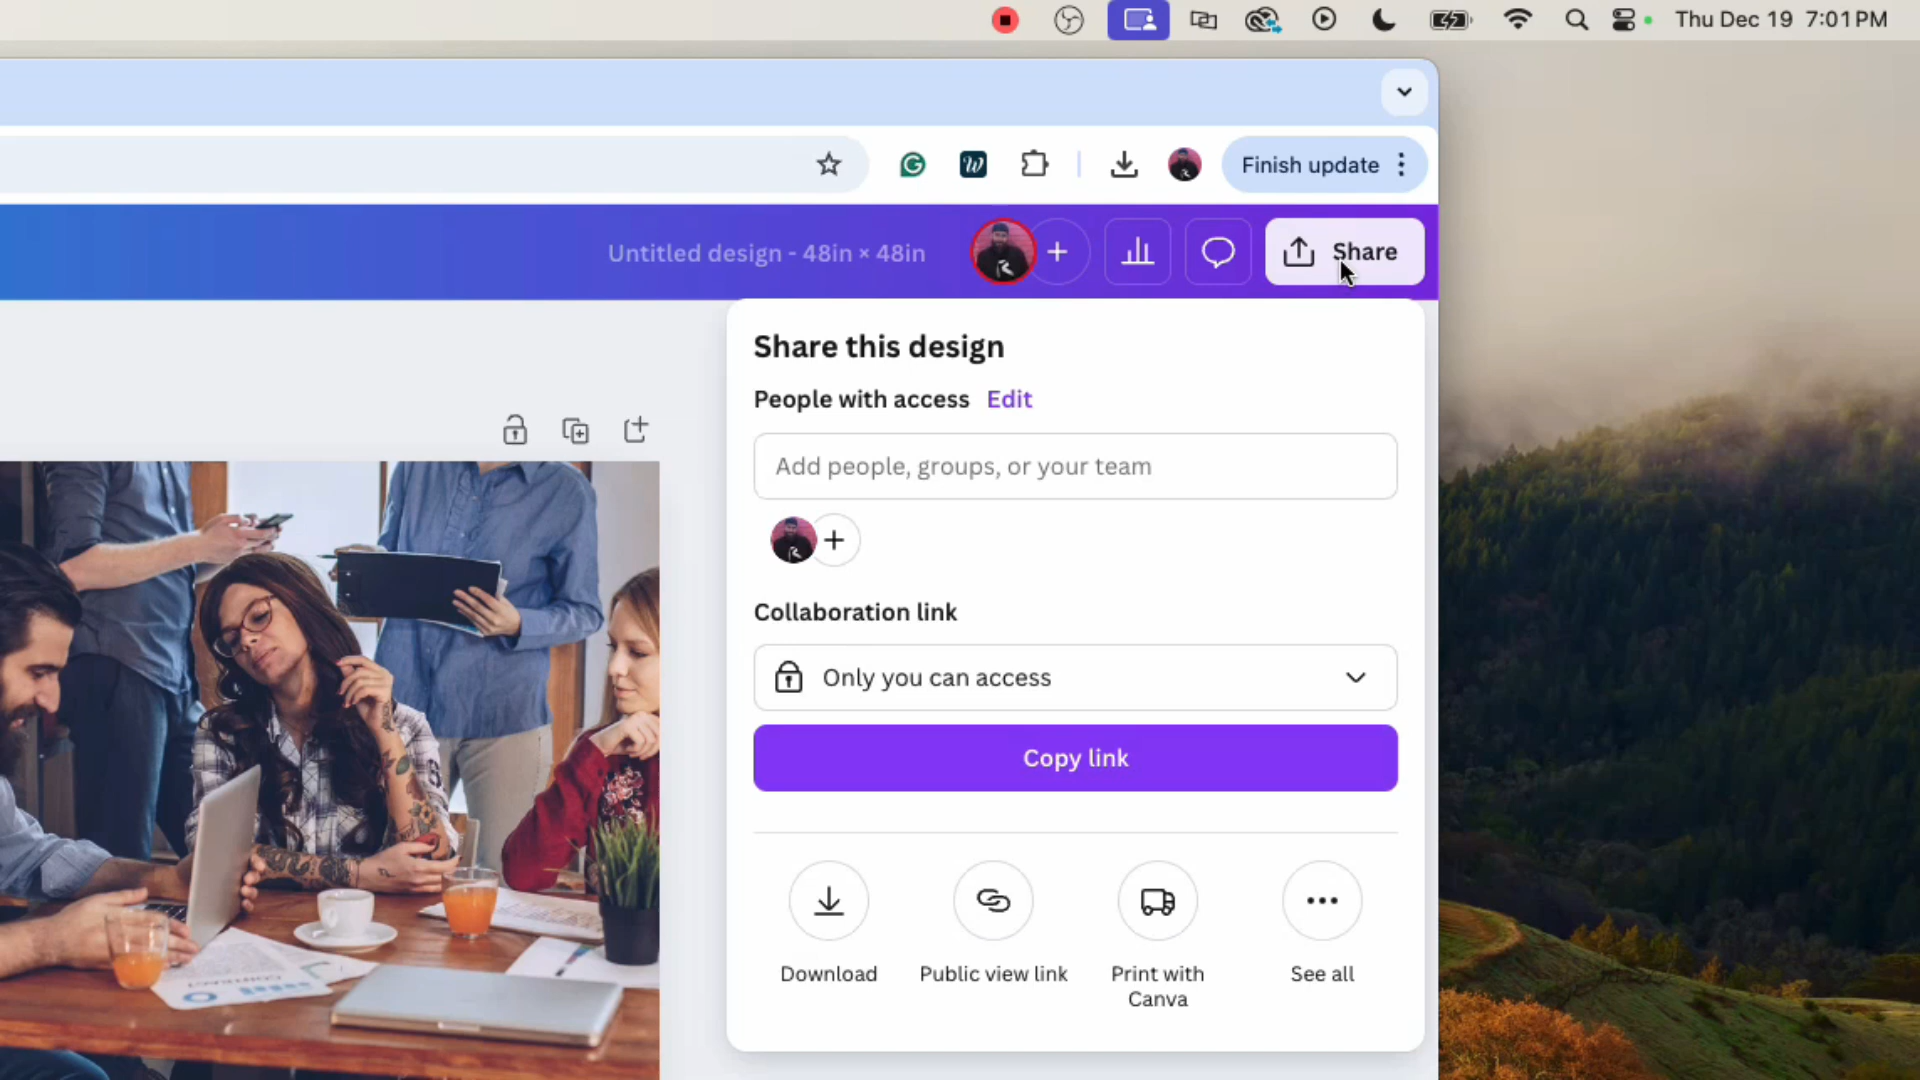 Thu Dec 19 7:01 PM
Finish update
Untitled design - 48in × 48in
Share
Share this design
People with access Edit
Add people, groups, or your team
Collaboration link
Only you can access
Copy link
Download
Public view link
Print with
Canva
See all
CONTRACT